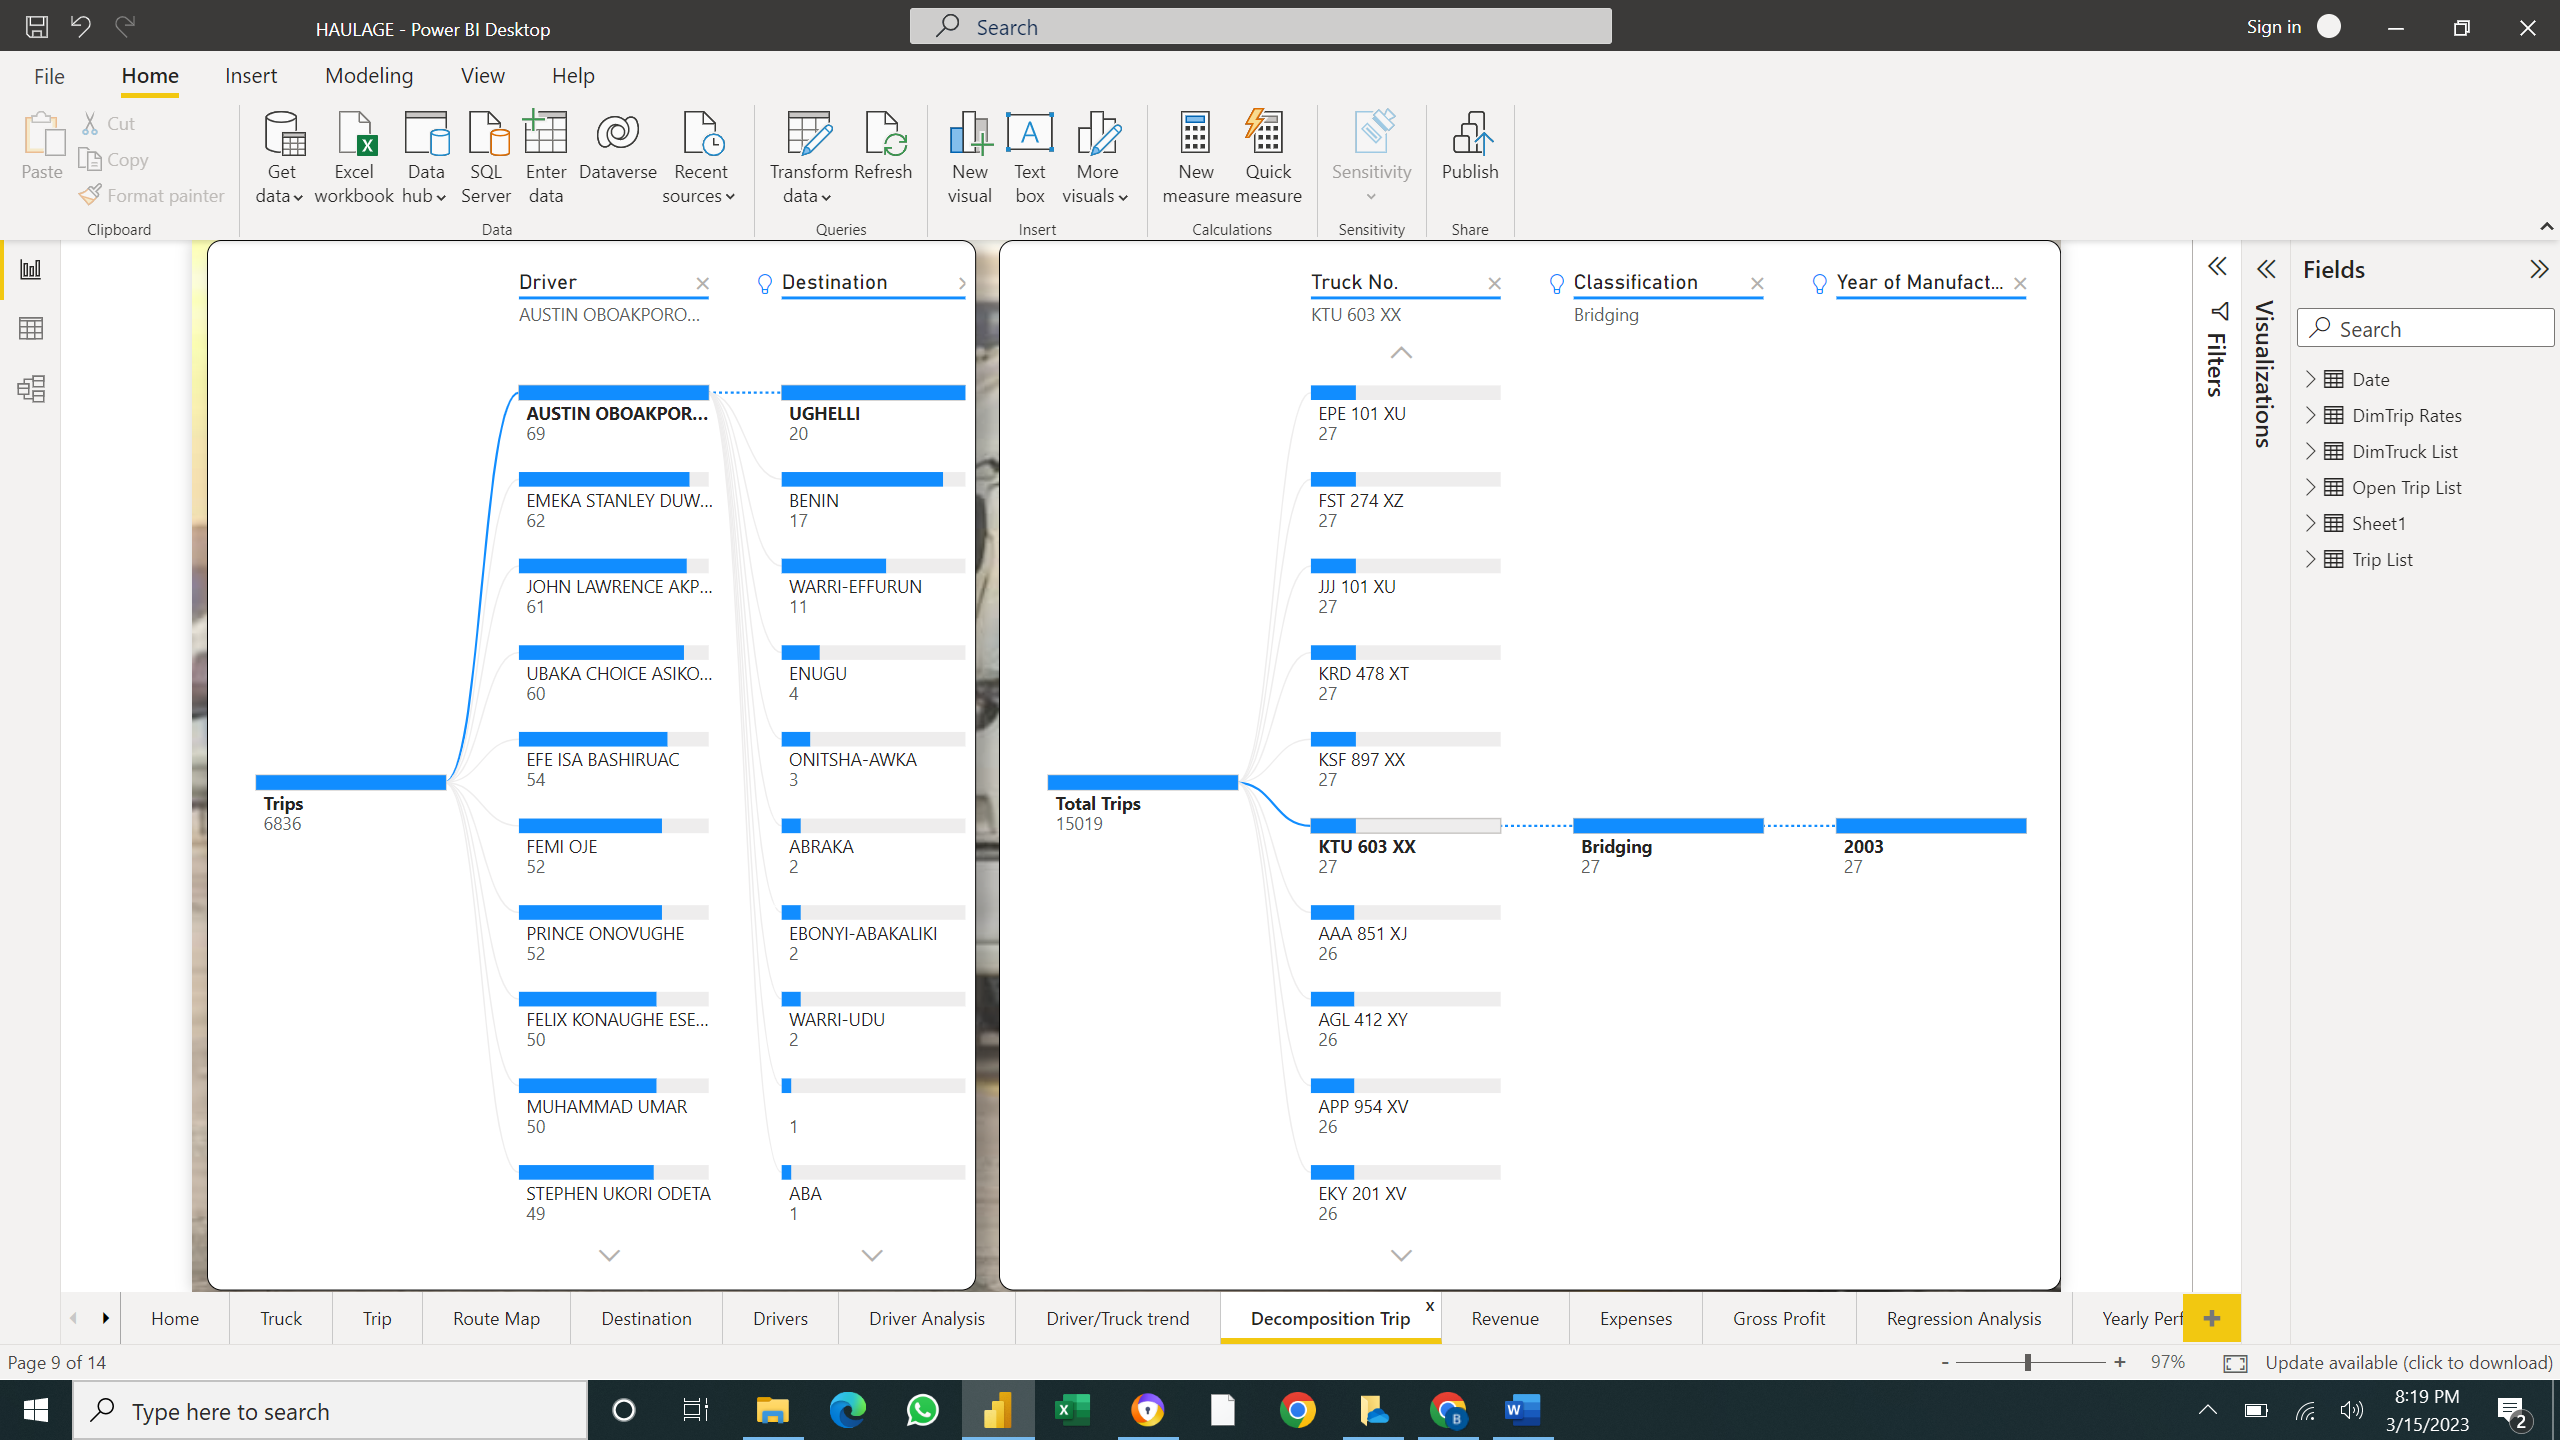 HAULAGE - Power BI Desktop
Search
Sign in
File Home Insert Modeling View Help
Paste
Cut
Copy
Format painter
Clipboard
Get data
Excel workbook
Data hub
SQL Server
Enter data
Dataverse
Recent sources
Data
Transform data
Refresh
Queries
New visual
Text box
More visuals
Insert
New measure
Quick measure
Calculations
Sensitivity
Sensitivity
Publish
Share
Driver
AUSTIN OBOAKPORO...
Destination
Trips
6836
AUSTIN OBOAKPOR...
69
EMEKA STANLEY DUW...
62
JOHN LAWRENCE AKP...
61
UBAKA CHOICE ASIKO...
60
EFE ISA BASHIRUAC
54
FEMI OJE
52
PRINCE ONOVUGHE
52
FELIX KONAUGHE ESE...
50
MUHAMMAD UMAR
50
STEPHEN UKORI ODETA
49
UGHELLI
20
BENIN
17
WARRI-EFFURUN
11
ENUGU
4
ONITSHA-AWKA
3
ABRAKA
2
EBONYI-ABAKALIKI
2
WARRI-UDU
2
1
ABA
1
Truck No.
KTU 603 XX
Classification
Bridging
Year of Manufact...
Total Trips
15019
EPE 101 XU
27
FST 274 XZ
27
JJJ 101 XU
27
KRD 478 XT
27
KSF 897 XX
27
KTU 603 XX
27
AAA 851 XJ
26
AGL 412 XY
26
APP 954 XV
26
EKY 201 XV
26
Bridging
27
2003
27
Filters
Visualizations
Fields
Search
Date
DimTrip Rates
DimTruck List
Open Trip List
Sheet1
Trip List
Home Truck Trip Route Map Destination Drivers Driver Analysis Driver/Truck trend Decomposition Trip x Revenue Expenses Gross Profit Regression Analysis Yearly Perf
Page 9 of 14
- + 97%
Update available (click to download)
Type here to search
8:19 PM
3/15/2023
2